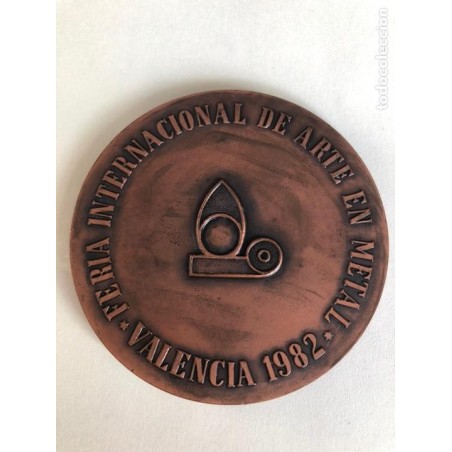 FERIA INTERNACIONAL DE ARTE EN METAL
* VALENCIA 1982 *
todocoleccion